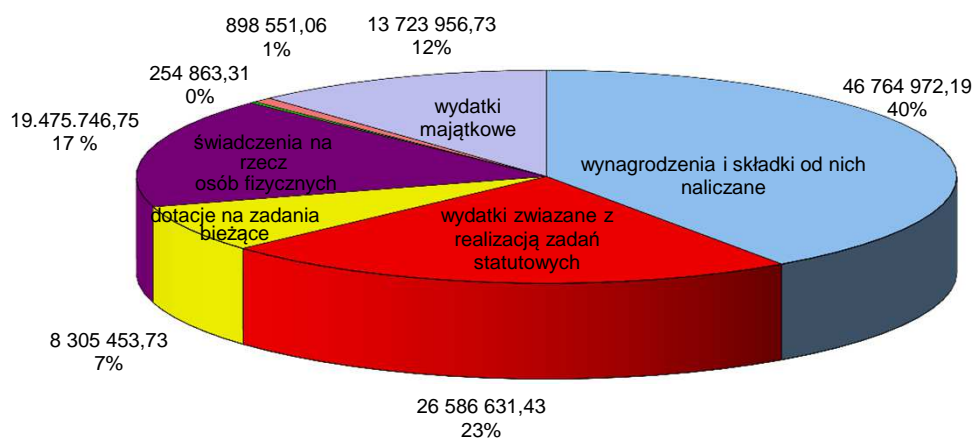 898 551,06
1%
13 723 956,73
12%
254 863,31
0%
46 764 972,19
40%
19.475.746,75
17 %
wydatki
majątkowe
świadczenia na
rzecz
osób fizycznych
wynagrodzenia i składki od nich
naliczane
dotacje na zadania
bieżące
wydatki zwiazane z
realizacją zadań
statutowych
8 305 453,73
7%
26 586 631,43
23%